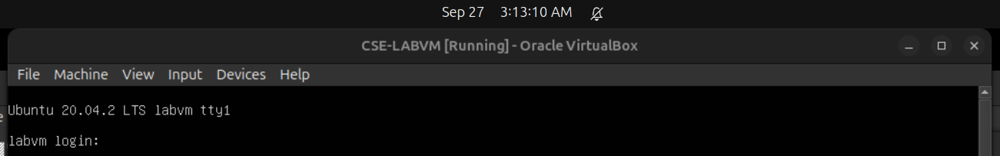 Sep 27 3:13:10 AM
CSE-LABVM [Running] - Oracle VirtualBox
File Machine View Input Devices Help
Ubuntu 20.04.2 LTS labvm tty1
labvm login: